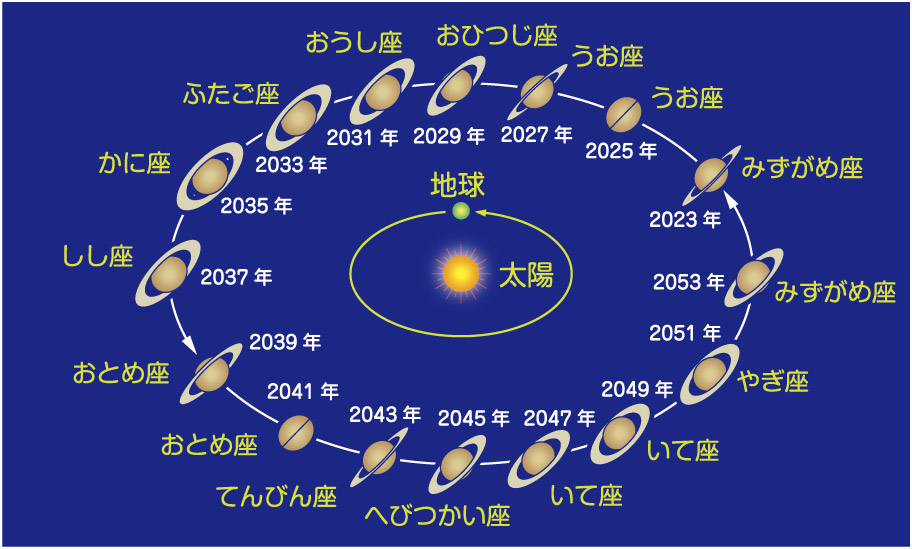 おひつじ座
おうし座
うお座
ふたご座
うお座
2031 年
2029 年
2027 年
2033 年
2025 年
かに座
みずがめ座
地球
2035 年
2023 年
しし座
2037 年
太陽
2053 年
みずがめ座
2051 年
2039 年
おとめ座
やぎ座
2041 年
2049 年
2043 年
2045 年
2047 年
おとめ座
いて座
てんびん座
へびつかい座
いて座